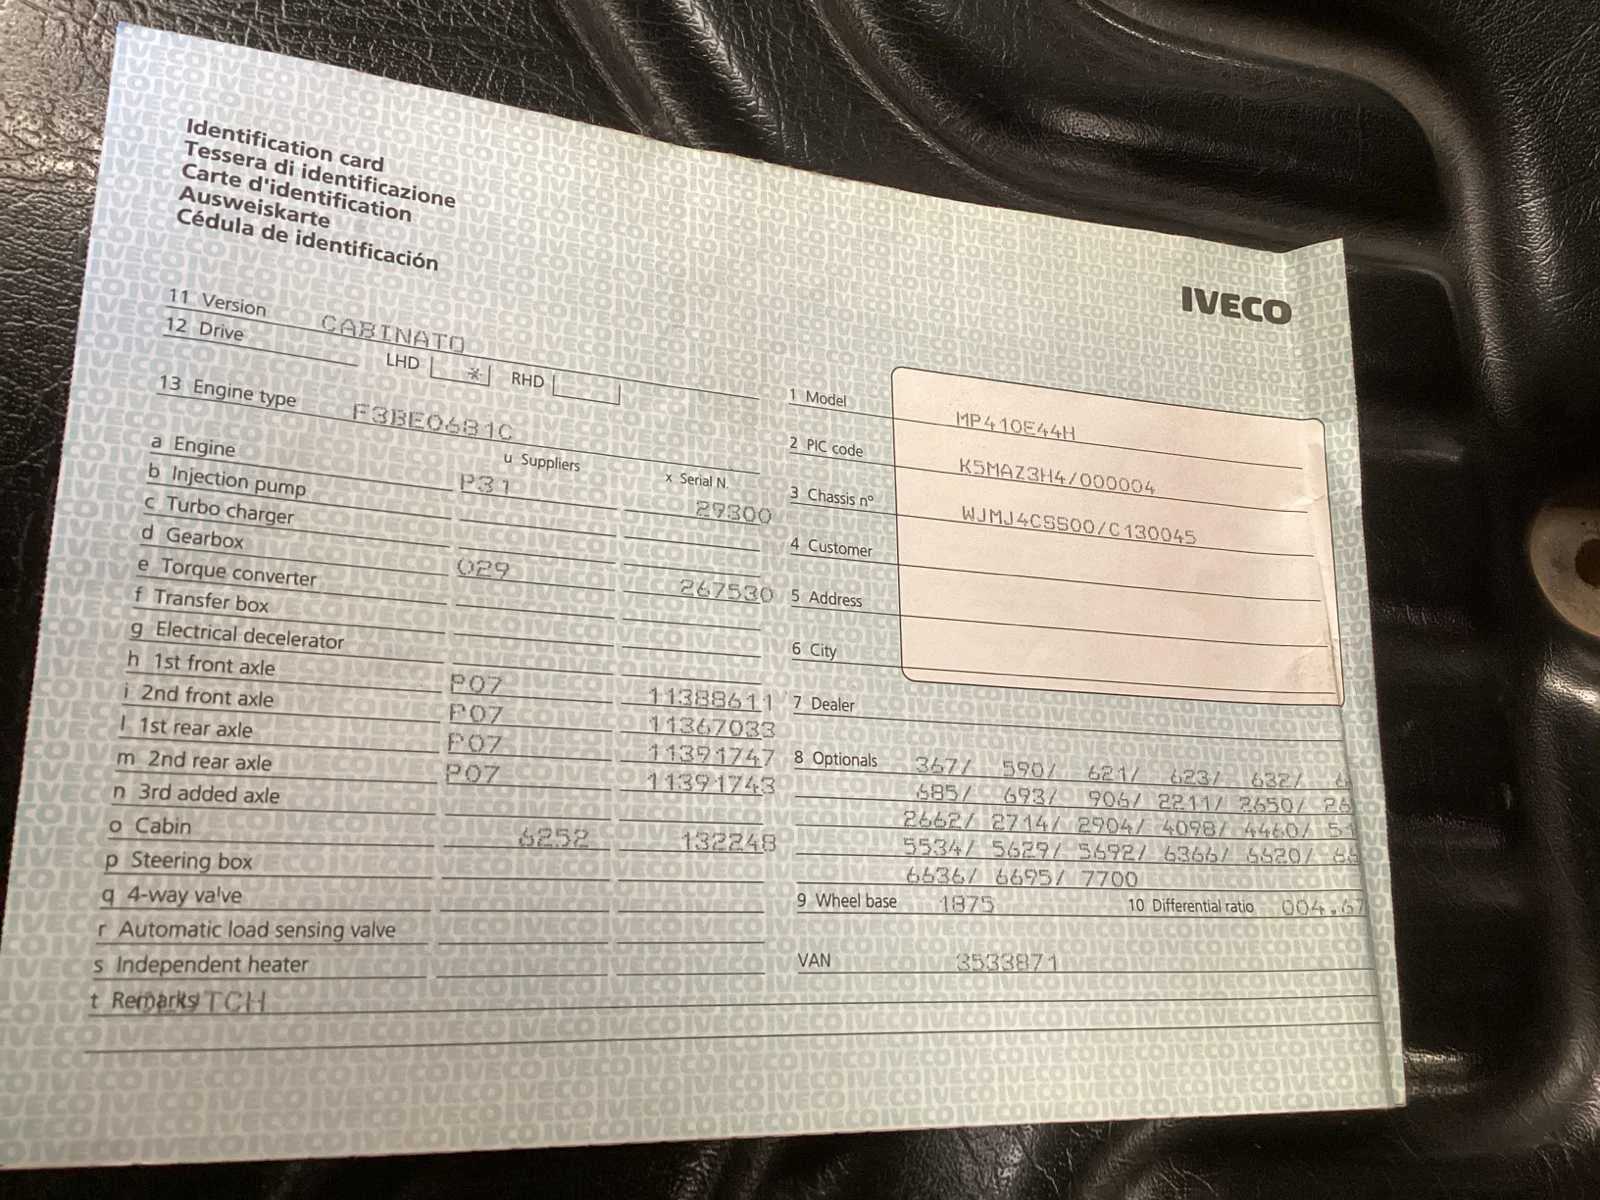 Identification card
Tessera di identificazione
Carte d'identification
Ausweiskarte
Cédula de identificación
IVECO
11 Version CABINATO
12 Drive LHD * RHD
13 Engine type F3BE0681C
u Suppliers x Serial N.
a Engine P31 29300
b Injection pump
c Turbo charger
d Gearbox 029 267530
e Torque converter
f Transfer box
g Electrical decelerator
h 1st front axle P07 11388611
i 2nd front axle P07 11367033
l 1st rear axle P07 11391747
m 2nd rear axle P07 11391743
n 3rd added axle
o Cabin 6252 132248
p Steering box
q 4-way valve
r Automatic load sensing valve
s Independent heater
t Remarks
1 Model MP410E44H
2 PIC code K5MAZ3H4/000004
3 Chassis n° WJMJ4CSS00/C130045
4 Customer
5 Address
6 City
7 Dealer
8 Optionals 367/ 590/ 621/ 623/ 632/
685/ 693/ 906/ 2211/ 2650/
2662/ 2714/ 2904/ 4098/ 4460/
5534/ 5629/ 5692/ 6366/ 6620/
6636/ 6695/ 7700
9 Wheel base 1875 10 Differential ratio 004.67
VAN 3533871